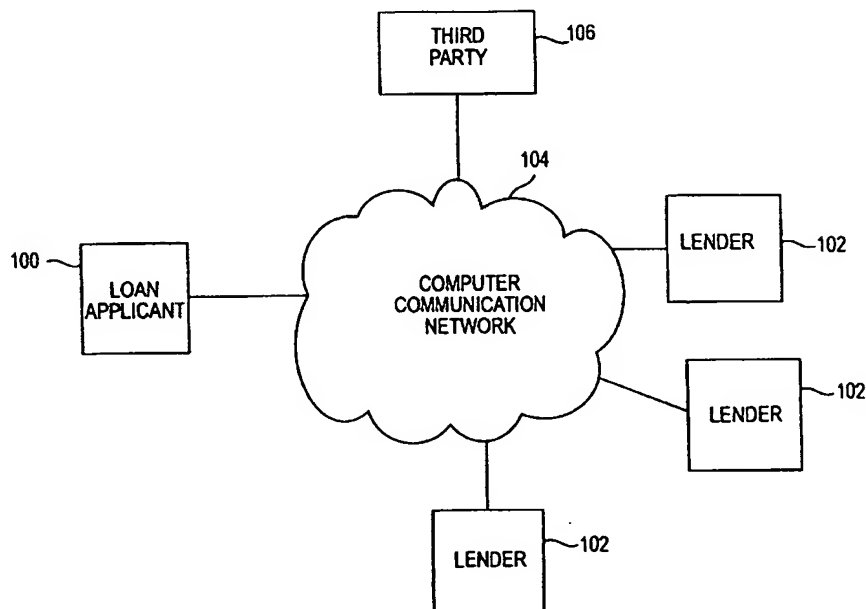 THIRD
PARTY
106
104
LENDER
102
100
LOAN
APPLICANT
COMPUTER
COMMUNICATION
NETWORK
LENDER
102
LENDER
102